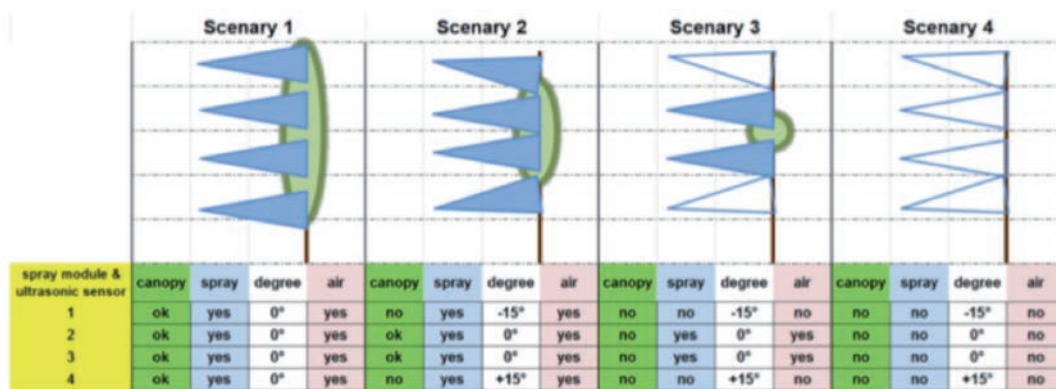 Scenary 1 Scenary 2 Scenary 3 Scenary 4
spray module &
ultrasonic sensor
canopy spray degree air canopy spray degree air canopy spray degree air canopy spray degree air
1 ok yes 0° yes no yes -15° yes no no -15° no no no -15° no
2 ok yes 0° yes ok yes 0° yes no yes 0° yes no no 0° no
3 ok yes 0° yes ok yes 0° yes no yes 0° yes no no 0° no
4 ok yes 0° yes no yes +15° yes no no +15° no no no +15° no